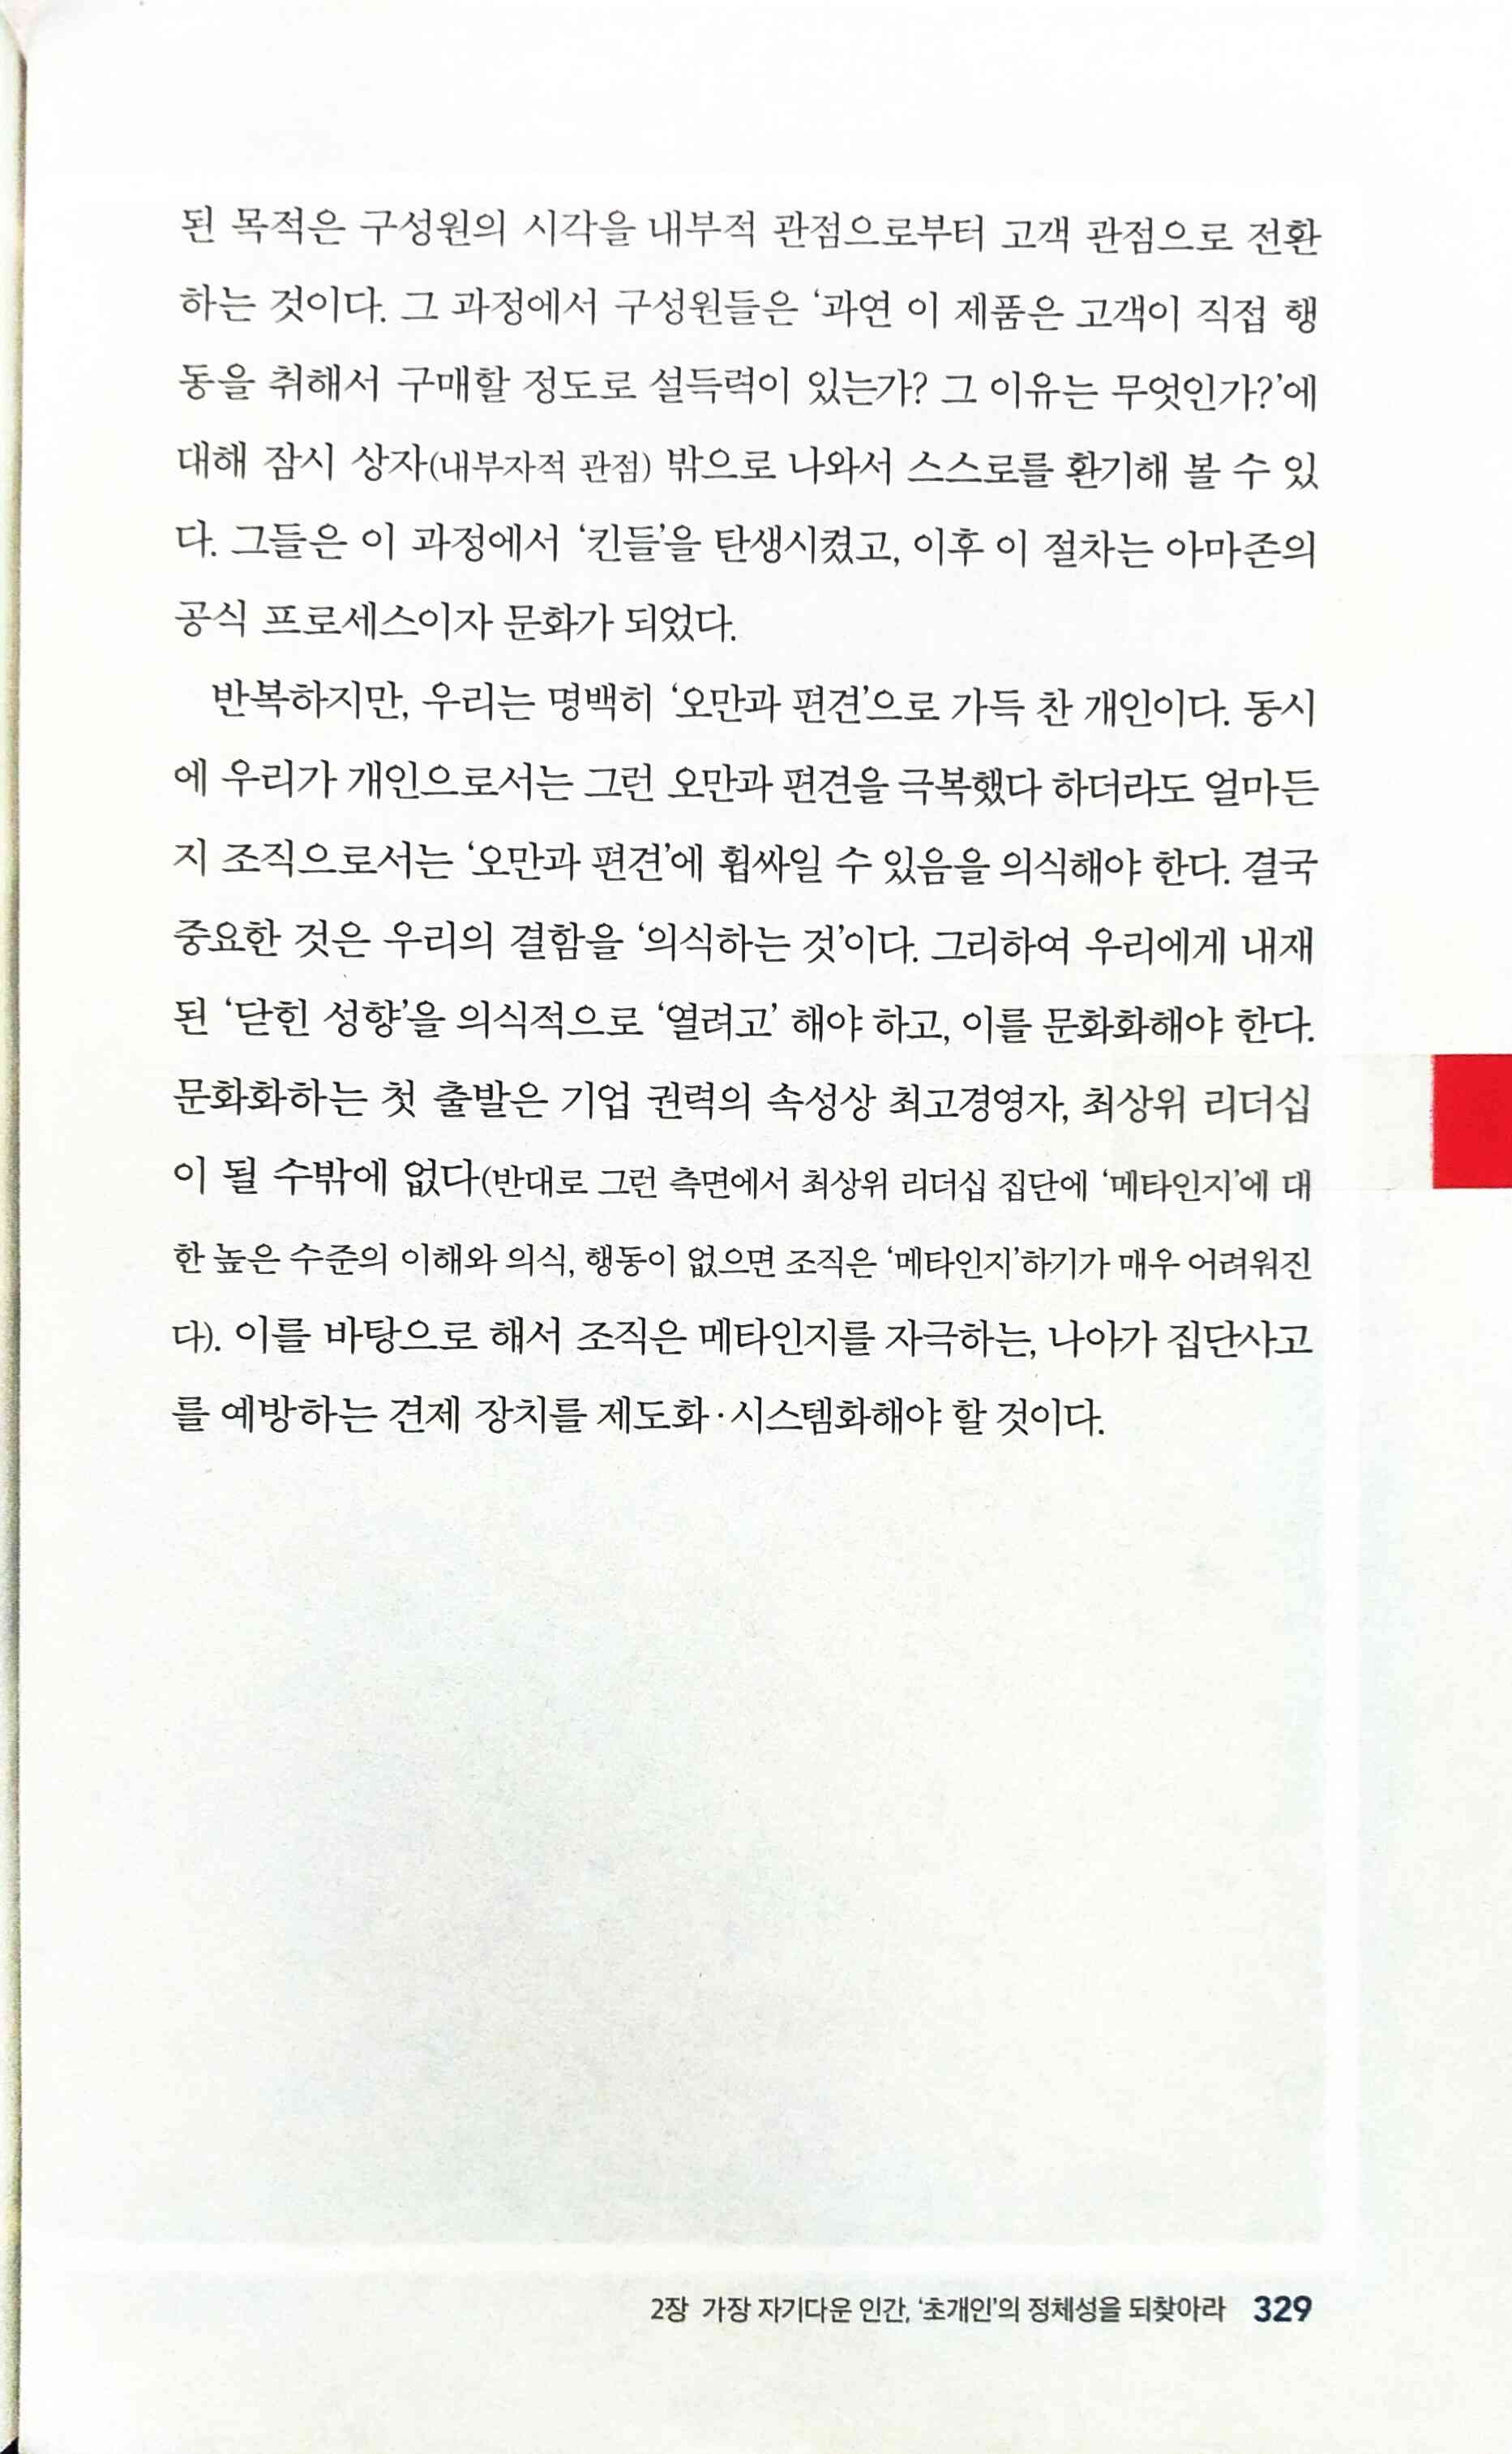 된 목적은 구성원의 시각을 내부적 관점으로부터 고객 관점으로 전환
하는 것이다. 그 과정에서 구성원들은 ‘과연 이 제품은 고객이 직접 행
동을 취해서 구매할 정도로 설득력이 있는가? 그 이유는 무엇인가?’에
대해 잠시 상자(내부자적 관점) 밖으로 나와서 스스로를 환기해 볼 수 있
다. 그들은 이 과정에서 ‘킨들’을 탄생시켰고, 이후 이 절차는 아마존의
공식 프로세스이자 문화가 되었다.
반복하지만, 우리는 명백히 ‘오만과 편견’으로 가득 찬 개인이다. 동시
에 우리가 개인으로서는 그런 오만과 편견을 극복했다 하더라도 얼마든
지 조직으로서는 ‘오만과 편견’에 휩싸일 수 있음을 의식해야 한다. 결국
중요한 것은 우리의 결함을 ‘의식하는 것’이다. 그리하여 우리에게 내재
된 ‘닫힌 성향’을 의식적으로 ‘열려고’ 해야 하고, 이를 문화화해야 한다.
문화화하는 첫 출발은 기업 권력의 속성상 최고경영자, 최상위 리더십
이 될 수밖에 없다(반대로 그런 측면에서 최상위 리더십 집단에 ‘메타인지’에 대
한 높은 수준의 이해와 의식, 행동이 없으면 조직은 ‘메타인지’하기가 매우 어려워진
다). 이를 바탕으로 해서 조직은 메타인지를 자극하는, 나아가 집단사고
를 예방하는 견제 장치를 제도화·시스템화해야 할 것이다.
2장 가장 자기다운 인간, ‘초개인’의 정체성을 되찾아라 329